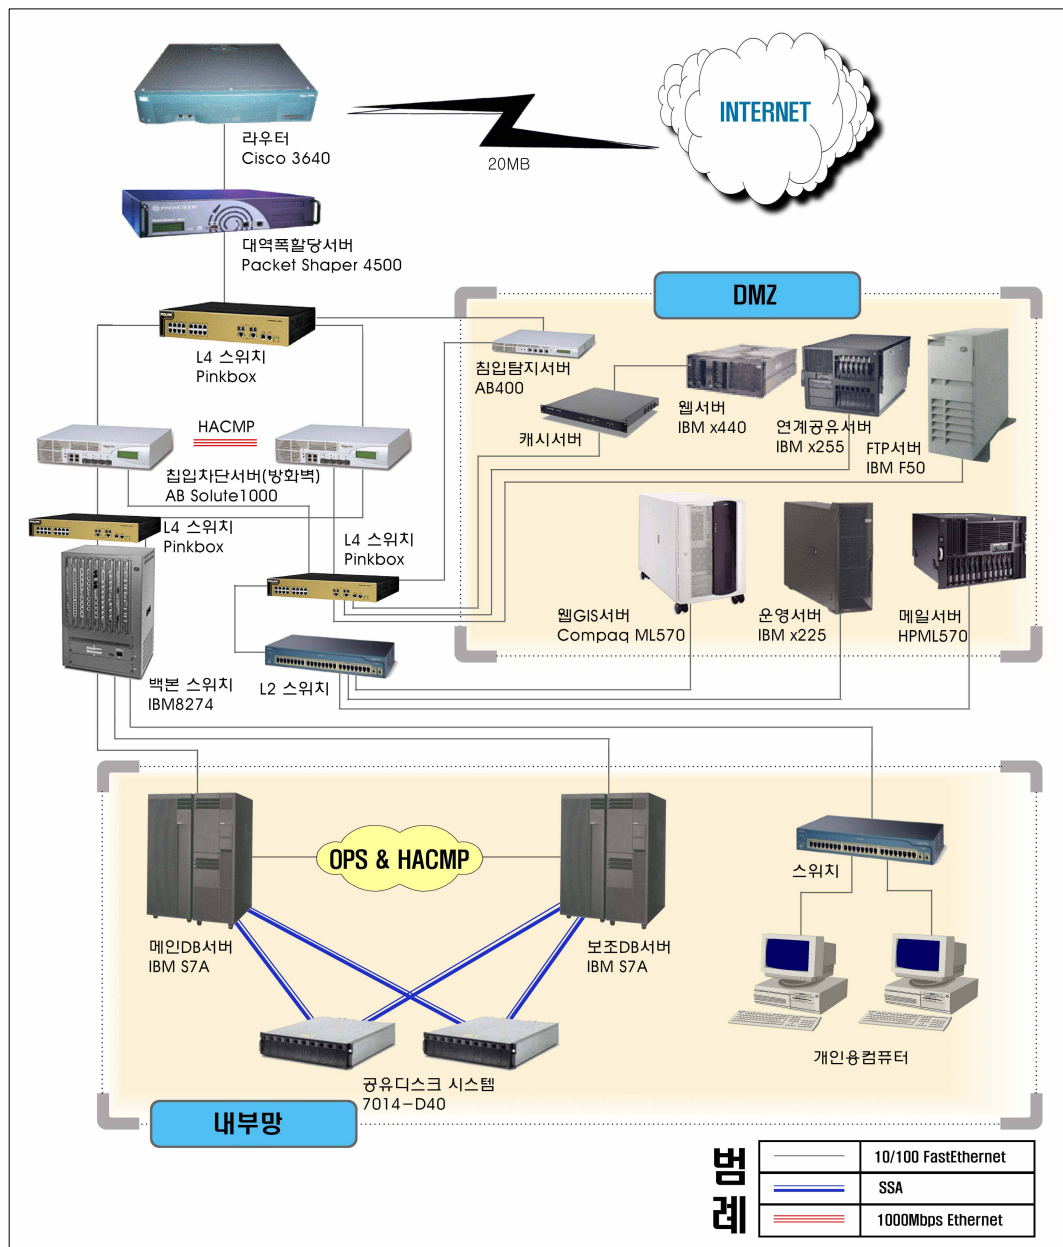 INTERNET
20MB
라우터
Cisco 3640
대역폭할당서버
Packet Shaper 4500
DMZ
L4 스위치
Pinkbox
침입탐지서버
AB400
웹서버
IBM x440
캐시서버
연계공유서버
IBM x255
FTP서버
IBM F50
HACMP
칩입차단서버(방화벽)
AB Solute1000
L4 스위치
Pinkbox
L4 스위치
Pinkbox
웹GIS서버
Compaq ML570
운영서버
IBM x225
메일서버
HPML570
백본 스위치
IBM8274
L2 스위치
OPS & HACMP
스위치
메인DB서버
IBM S7A
보조DB서버
IBM S7A
개인용컴퓨터
공유디스크 시스템
7014-D40
내부망
범례
10/100 FastEthernet
SSA
1000Mbps Ethernet